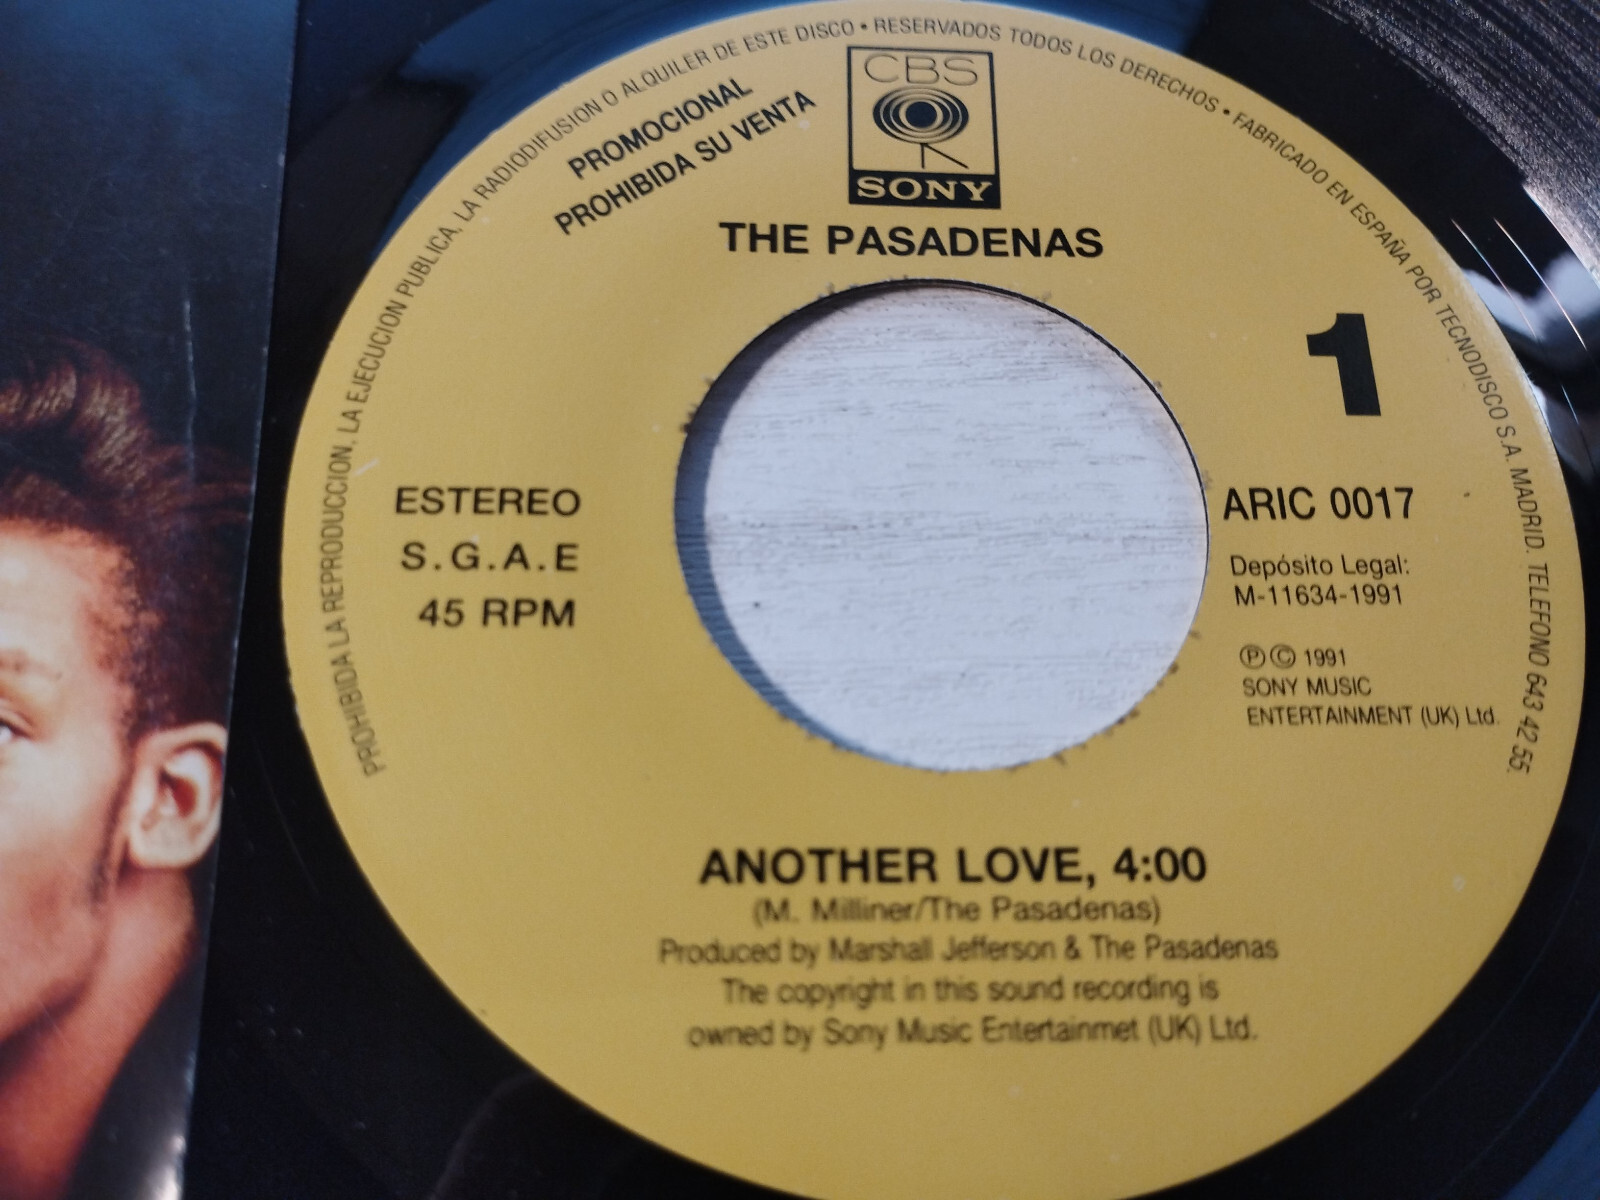 PROHIBIDA LA REPRODUCCION, LA EJECUCION PUBLICA, LA RADIODIFUSION O ALQUILER DE ESTE DISCO • RESERVADOS TODOS LOS DERECHOS • FABRICADO EN ESPAÑA POR TECNODISCO S.A. MADRID. TELEFONO 643 42 55.
PROMOCIONAL
PROHIBIDA SU VENTA
CBS
SONY
THE PASADENAS
1
ESTEREO
S.G.A.E
45 RPM
ARIC 0017
Depósito Legal:
M-11634-1991
Ⓟ © 1991
SONY MUSIC
ENTERTAINMENT (UK) Ltd.
ANOTHER LOVE, 4:00
(M. Milliner/The Pasadenas)
Produced by Marshall Jefferson & The Pasadenas
The copyright in this sound recording is
owned by Sony Music Entertainmet (UK) Ltd.